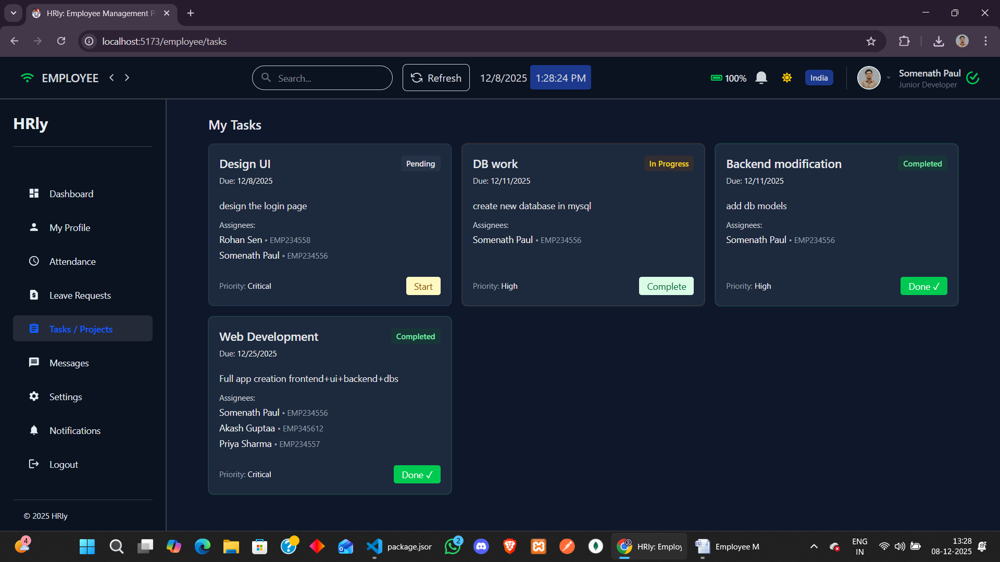 HRly: Employee Management P
localhost:5173/employee/tasks
EMPLOYEE
Search...
Refresh
12/8/2025
1:28:24 PM
100%
India
Somenath Paul
Junior Developer
HRly
Dashboard
My Profile
Attendance
Leave Requests
Tasks / Projects
Messages
Settings
Notifications
Logout
© 2025 HRly
My Tasks
Design UI
Pending
Due: 12/8/2025
design the login page
Assignees:
Rohan Sen • EMP234558
Somenath Paul • EMP234556
Priority: Critical
Start
DB work
In Progress
Due: 12/11/2025
create new database in mysql
Assignees:
Somenath Paul • EMP234556
Priority: High
Complete
Backend modification
Completed
Due: 12/11/2025
add db models
Assignees:
Somenath Paul • EMP234556
Priority: High
Done ✓
Web Development
Completed
Due: 12/25/2025
Full app creation frontend+ui+backend+dbs
Assignees:
Somenath Paul • EMP234556
Akash Guptaa • EMP345612
Priya Sharma • EMP234557
Priority: Critical
Done ✓
4
package.jsor
2
HRly: Employ
Employee M
ENG
IN
13:28
08-12-2025